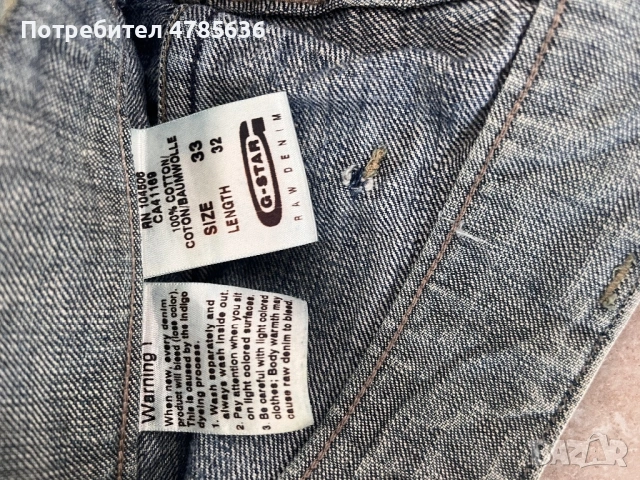 Потребител 4785636
RN 104606
CA41169
100% COTTON/
COTON/BAUMWOLLE
SIZE 33
LENGTH 32
G-STAR
RAW DENIM
Warning !
When new, every denim
product will bleed (lose color).
This is caused by the Indigo
dyeing process.
1. Wash separately and
always wash inside out.
2. Pay attention when you sit
on light colored surfaces.
3. Be careful with light colored
clothes: Body warmth may
cause raw denim to bleed.
BAZAR